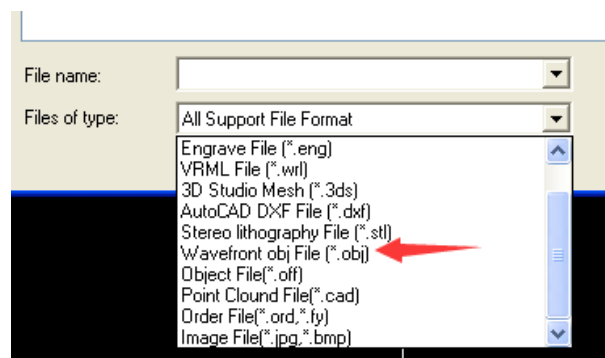 File name:
Files of type:
All Support File Format
Engrave File (*.eng)
VRML File (*.wrl)
3D Studio Mesh (*.3ds)
AutoCAD DXF File (*.dxf)
Stereo lithography File (*.stl)
Wavefront obj File (*.obj)
Object File(*.off)
Point Clound File(*.cad)
Order File(*.ord,*.fy)
Image File(*.jpg,*.bmp)